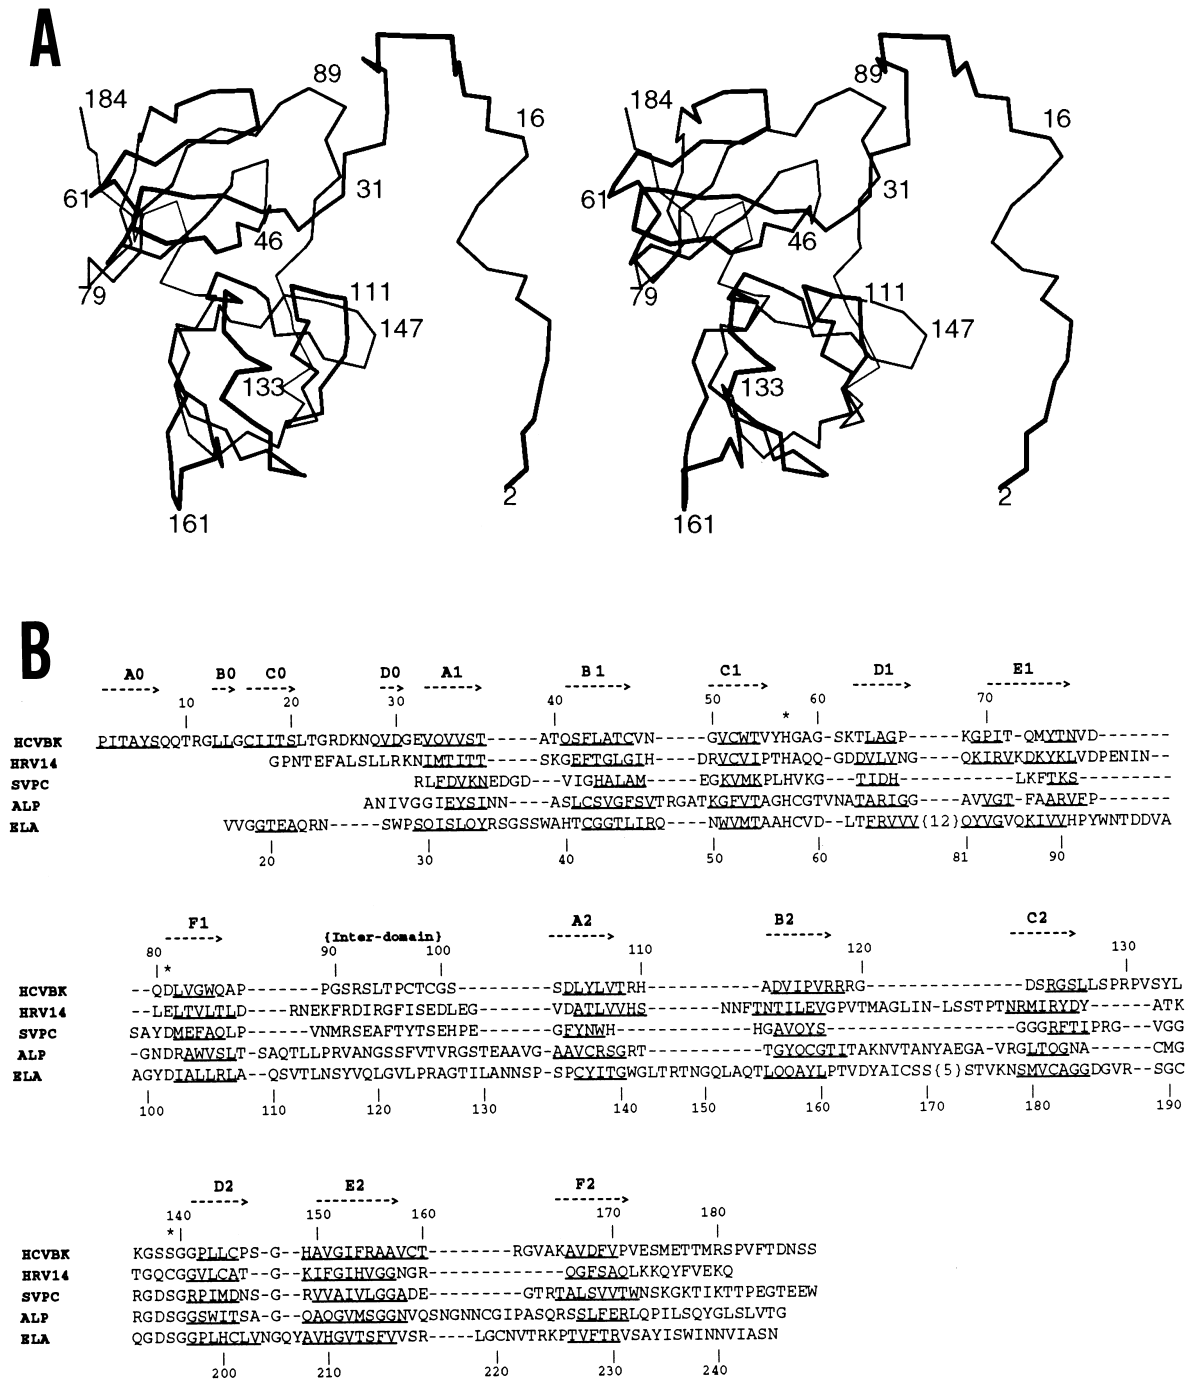 A
184 89 16 61 31 46 79 111 147 133 2 161
184 89 16 61 31 46 79 111 147 133 2 161
B
A0 B0 C0 D0 A1 B1 C1 D1 E1
10 20 30 40 50 * 60 70
HCVBK PITAYSQQTRGLLGCIITSLTGRDKNQVDGEVQVVST-----ATQSFLATCVN------GVCWTVYHGAG-SKTLAGP-----KGPIT-QMYTNVD-------
HRV14 GPNTEFALSLLRKNIMTITT------SKGEFTGLGIH----DRVCVIPTHAQQ-GDDVLVNG---QKIRVKDKYKLVDPENIN--
SVPC RLFDVKNEDGD---VIGHALAM-----EGKVMKPLHVKG--TIDH-----------LKFTKS---------
ALP ANIVGGIEYSINN----ASLCSVGFSVTRGATKGFVTAGHCGTVNATARIGG----AVVGT-FAARVFP-------
ELA VVGGTEAQRN-----SWPSQISLQYRSGSSWAHTCGGTLIRQ----NWVMTAAHCVD--LTFRVVV{12}QYVGVQKIVVHPYWNTDDVA
20 30 40 50 60 81 90
F1 {Inter-domain} A2 B2 C2
80 * 90 100 110 120 130
HCVBK --QDLVGWQAP-------PGSRSLTPCTCGS---------SDLYLVTRH---------ADVIPVRRRG---------------DSRGSLLSPRPVSYL
HRV14 --LELTVLTLD----RNEKFRDIRGFISEDLEG-------VDATLVVHS-------NNFTNTILEVGPVTMAGLIN-LSSTPTNRMIRYDY------ATK
SVPC SAYDMEFAQLP-----VNMRSEAFTYTSEHPE--------GFYNWH-------------HGAVQYS------------------GGGRFTIPRG---VGG
ALP -GNDRAWVSLT-SAQTLLPRVANGSSFVTVRGSTEAAVG-AAVCRSGRT---------TGYQCGTITAKNVTANYAEGA-VRGLTQGNA-------CMG
ELA AGYDIALLRLA--QSVTLNSYVQLGVLPRAGTILANNSP-SPCYITGWGLTRTNGQLAQTLQQAYLPTVDYAICSS{5}STVKNSMVCAGGDGVR--SGC
100 110 120 130 140 150 160 170 180 190
D2 E2 F2
* 140 150 160 170 180
HCVBK KGSSGGPLLCPS-G--HAVGIFRAAVCT--------RGVAKAVDFVPVESMETTMRSPVFTDNSS
HRV14 TGQCGGVLCAT--G--KIFGIHVGGNGR-------------QGFSAQLKKQYFVEKQ
SVPC RGDSGRPIMDNS-G--RVVAIVLGGADE---------GTRTALSVVTWNSKGKTIKTTPEGTEEW
ALP RGDSGGSWITSA-G--QAQGVMSGGNVQSNGNNCGIPASQRSSLFERLQPILSQYGLSLVTG
ELA QGDSGGPLHCLVNGQYAVHGVTSFVVSR----LGCNVTRKPTVFTRVSAYISWINNVIASN
200 210 220 230 240